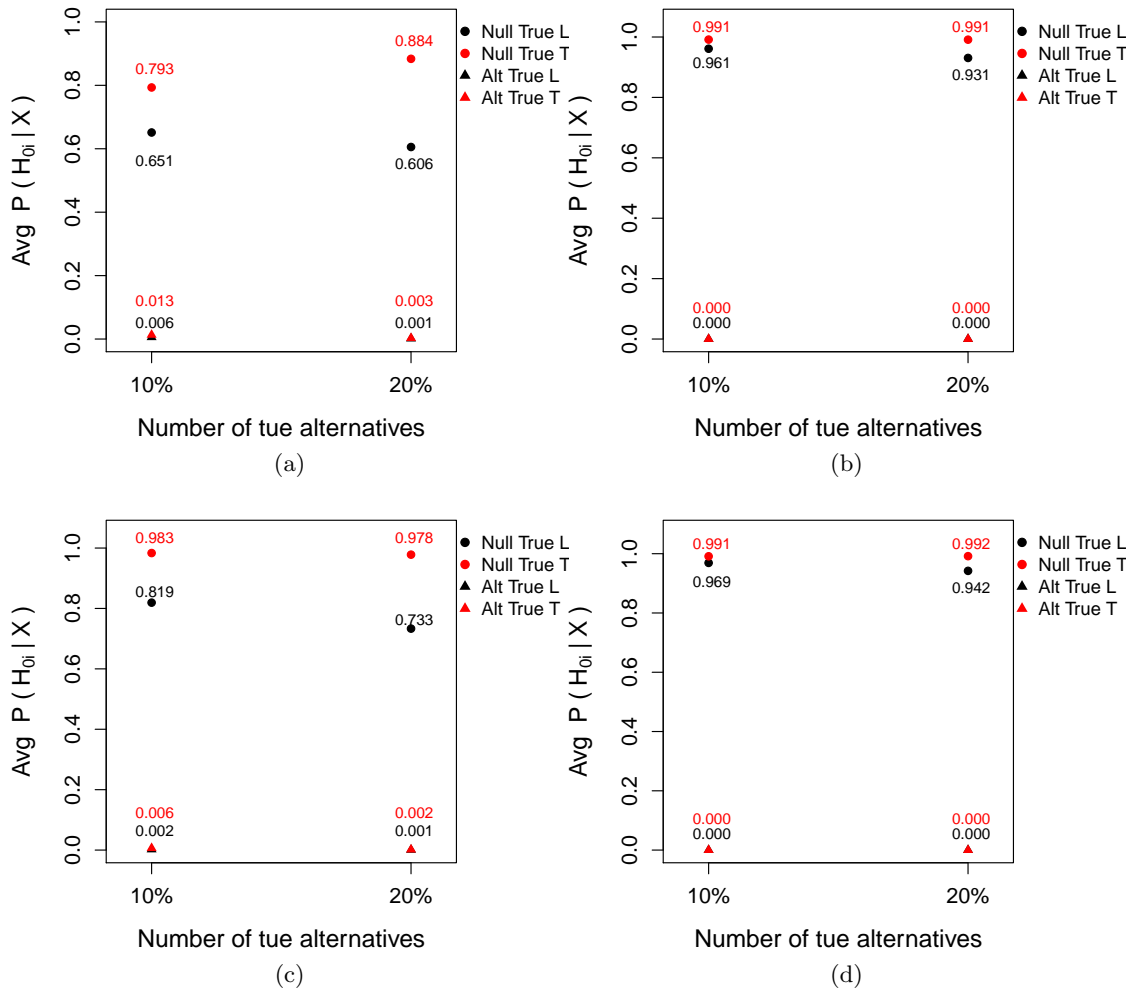 1.0
0.8
0.6
0.4
0.2
0.0
Avg P ( H0i | X )
0.793
0.884
0.651
0.606
0.013
0.003
0.006
0.001
10%
20%
Number of tue alternatives
Null True L
Null True T
Alt True L
Alt True T
(a)
1.0
0.8
0.6
0.4
0.2
0.0
Avg P ( H0i | X )
0.991
0.991
0.961
0.931
0.000
0.000
0.000
0.000
10%
20%
Number of tue alternatives
Null True L
Null True T
Alt True L
Alt True T
(b)
1.0
0.8
0.6
0.4
0.2
0.0
Avg P ( H0i | X )
0.983
0.978
0.819
0.733
0.006
0.002
0.002
0.001
10%
20%
Number of tue alternatives
Null True L
Null True T
Alt True L
Alt True T
(c)
1.0
0.8
0.6
0.4
0.2
0.0
Avg P ( H0i | X )
0.991
0.992
0.969
0.942
0.000
0.000
0.000
0.000
10%
20%
Number of tue alternatives
Null True L
Null True T
Alt True L
Alt True T
(d)